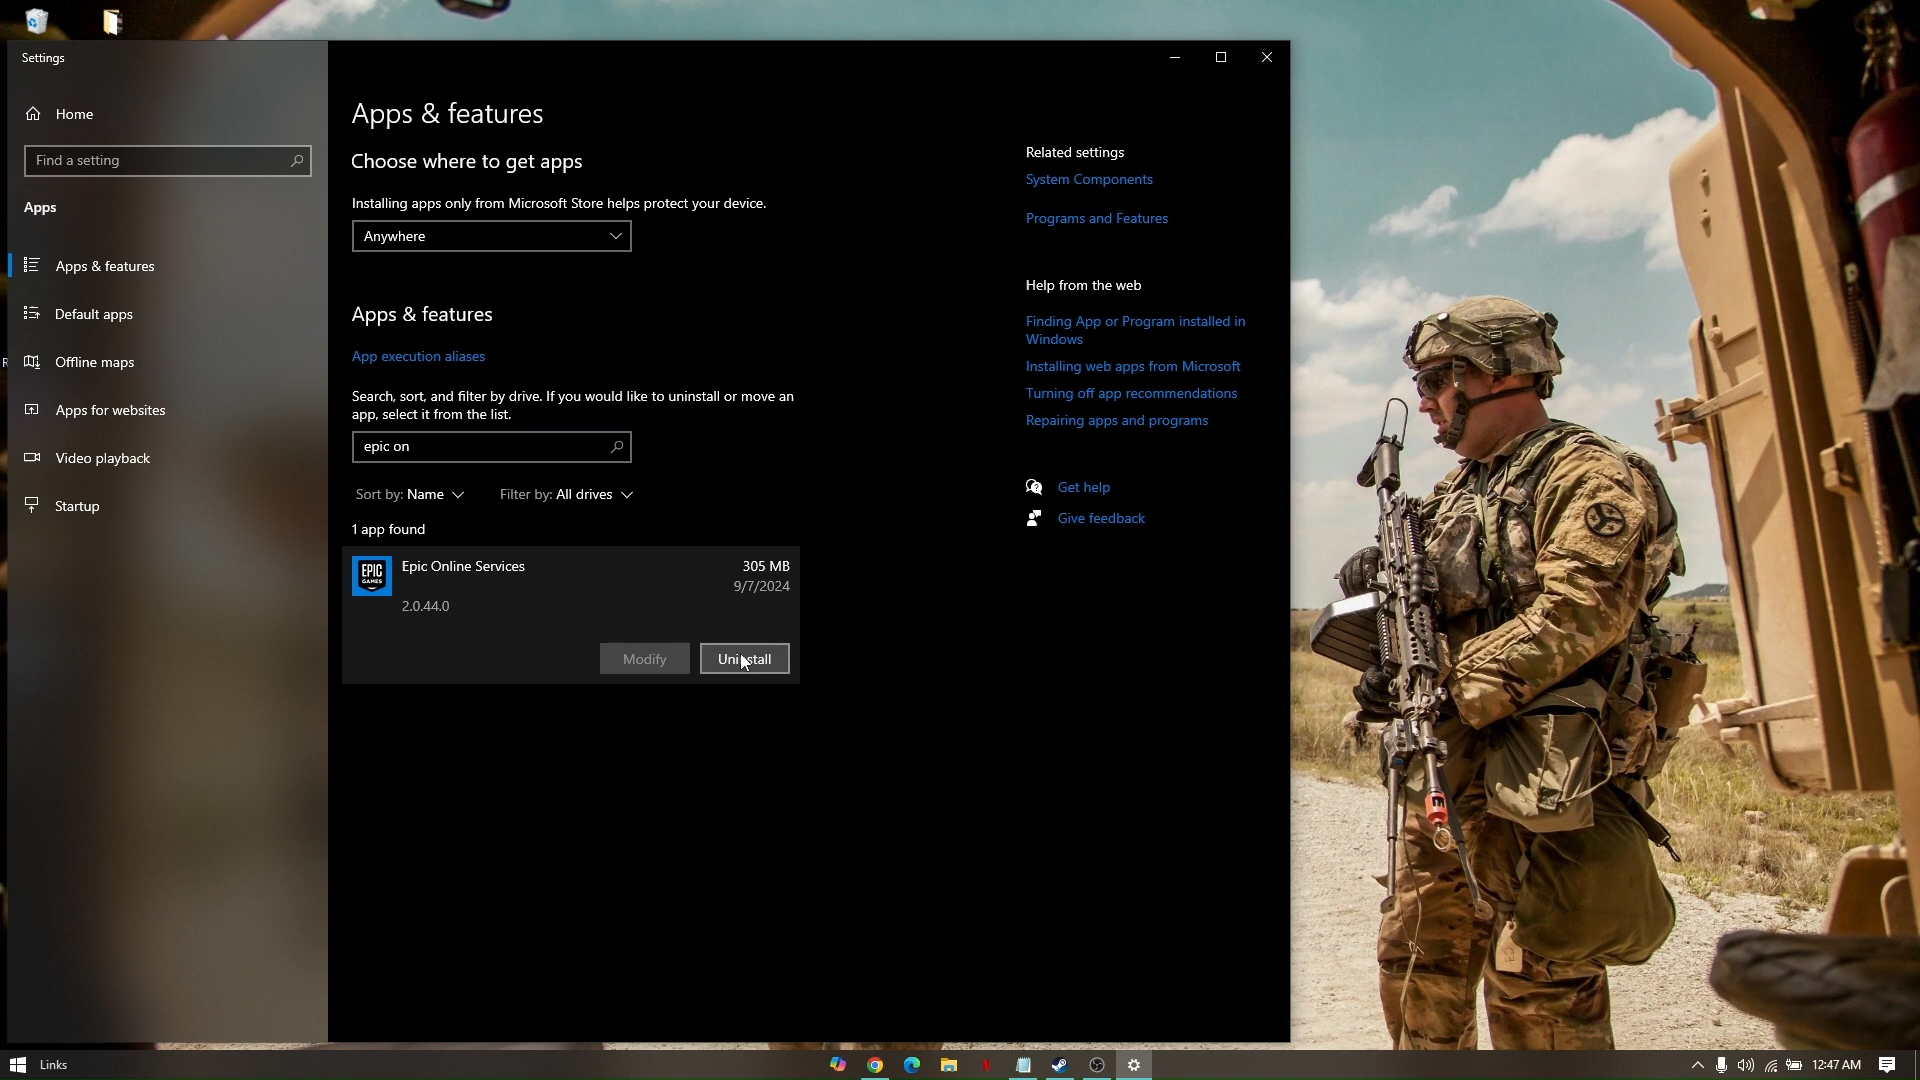 Settings
Home
Find a setting
Apps
Apps & features
Default apps
Offline maps
Apps for websites
Video playback
Startup
Apps & features
Choose where to get apps
Installing apps only from Microsoft Store helps protect your device.
Anywhere
Apps & features
App execution aliases
Search, sort, and filter by drive. If you would like to uninstall or move an
app, select it from the list.
epic on
Sort by: Name
Filter by: All drives
1 app found
EPIC
GAMES
Epic Online Services
305 MB
9/7/2024
2.0.44.0
Modify
Uninstall
Related settings
System Components
Programs and Features
Help from the web
Finding App or Program installed in
Windows
Installing web apps from Microsoft
Turning off app recommendations
Repairing apps and programs
Get help
Give feedback
R
Links
12:47 AM